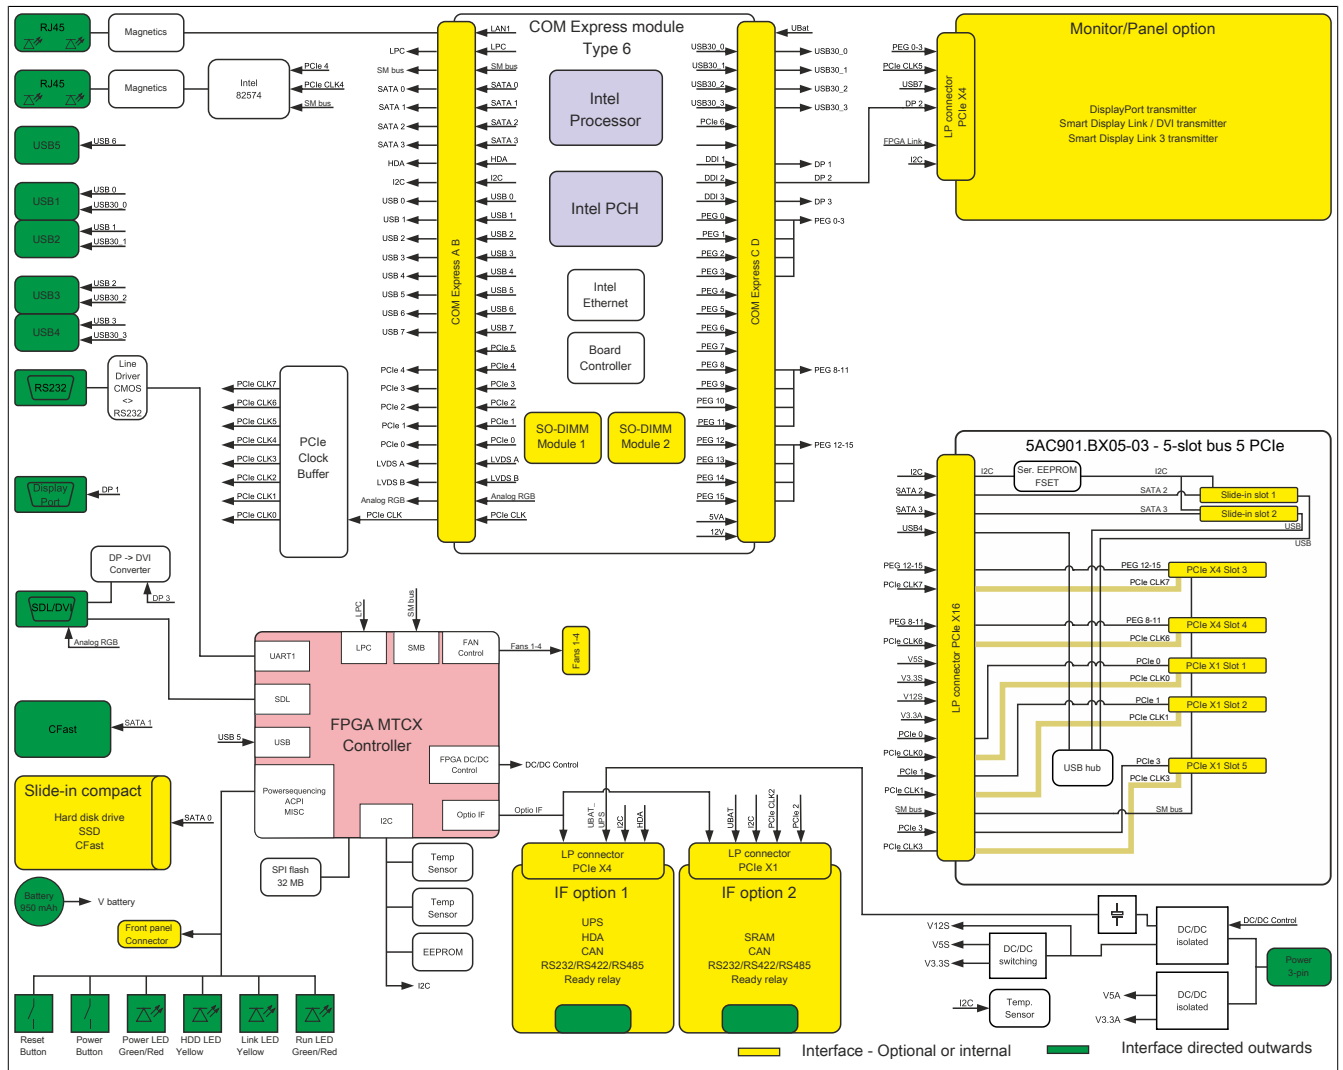 RJ45
Magnetics
RJ45
Magnetics
Intel
82574
PCIe 4
PCIe CLK4
SM bus
USB5
USB 6
USB1
USB2
USB 0
USB30_0
USB 1
USB30_1
USB3
USB4
USB 2
USB30_2
USB 3
USB30_3
RS232
Line
Driver
CMOS
<>
RS232
Display
Port
DP 1
DP -> DVI
Converter
DP 3
SDL/DVI
Analog RGB
CFast
SATA 1
Slide-in compact
Hard disk drive
SSD
CFast
SATA 0
Battery
950 mAh
V battery
Front panel
Connector
Reset
Button
Power
Button
Power LED
Green/Red
HDD LED
Yellow
Link LED
Yellow
Run LED
Green/Red
PCIe CLK7
PCIe CLK6
PCIe CLK5
PCIe CLK4
PCIe CLK3
PCIe CLK2
PCIe CLK1
PCIe CLK0
PCIe
Clock
Buffer
PCIe CLK
LPC
SM bus
SATA 0
SATA 1
SATA 2
SATA 3
HDA
I2C
USB 0
USB 1
USB 2
USB 3
USB 4
USB 5
USB 6
USB 7
PCIe 4
PCIe 3
PCIe 2
PCIe 1
PCIe 0
LVDS A
LVDS B
Analog RGB
COM Express A B
LAN1
LPC
SM bus
SATA 0
SATA 1
SATA 2
SATA 3
HDA
I2C
USB 0
USB 1
USB 2
USB 3
USB 4
USB 5
USB 6
USB 7
PCIe 5
PCIe 4
PCIe 3
PCIe 2
PCIe 1
PCIe 0
LVDS A
LVDS B
Analog RGB
PCIe CLK
COM Express module
Type 6
Intel
Processor
Intel PCH
Intel
Ethernet
Board
Controller
SO-DIMM
Module 1
SO-DIMM
Module 2
USB30_0
USB30_1
USB30_2
USB30_3
PCIe 6
DDI 1
DDI 2
DDI 3
PEG 0
PEG 1
PEG 2
PEG 3
PEG 4
PEG 5
PEG 6
PEG 7
PEG 8
PEG 9
PEG 10
PEG 11
PEG 12
PEG 13
PEG 14
PEG 15
5VA
12V
COM Express C D
UBat
USB30_0
USB30_1
USB30_2
USB30_3
DP 1
DP 2
DP 3
PEG 0-3
PEG 8-11
PEG 12-15
PEG 0-3
PCIe CLK5
USB7
DP 2
FPGA Link
I2C
LP connector
PCIe X4
Monitor/Panel option
DisplayPort transmitter
Smart Display Link / DVI transmitter
Smart Display Link 3 transmitter
5AC901.BX05-03 - 5-slot bus 5 PCIe
I2C
SATA 2
SATA 3
USB4
PEG 12-15
PCIe CLK7
PEG 8-11
PCIe CLK6
V5S
V3.3S
V12S
V3.3A
PCIe 0
PCIe CLK0
PCIe 1
PCIe CLK1
SM bus
PCIe 3
PCIe CLK3
LP connector PCIe X16
I2C
Ser. EEPROM
FSET
I2C
SATA 2
Slide-in slot 1
SATA 3
Slide-in slot 2
USB
USB
PEG 12-15
PCIe X4 Slot 3
PCIe CLK7
PEG 8-11
PCIe X4 Slot 4
PCIe CLK6
PCIe 0
PCIe X1 Slot 1
PCIe CLK0
PCIe 1
PCIe X1 Slot 2
PCIe CLK1
USB hub
PCIe 3
PCIe X1 Slot 5
PCIe CLK3
SM bus
LPC
SM bus
UART1
LPC
SMB
FAN
Control
Fans 1-4
Fans 1-4
SDL
FPGA MTCX
Controller
USB 5
USB
FPGA DC/DC
Control
DC/DC Control
Powersequencing
ACPI
MISC
I2C
Optio IF
Optio IF
SPI flash
32 MB
Temp
Sensor
Temp
Sensor
EEPROM
I2C
UBAT_
UPS
I2C
HDA
LP connector
PCIe X4
IF option 1
UPS
HDA
CAN
RS232/RS422/RS485
Ready relay
UBAT
I2C
PCIe CLK2
PCIe 2
LP connector
PCIe X1
IF option 2
SRAM
CAN
RS232/RS422/RS485
Ready relay
V12S
V5S
V3.3S
DC/DC
switching
DC/DC
isolated
DC/DC Control
Power
3-pin
I2C
Temp.
Sensor
V5A
V3.3A
DC/DC
isolated
Interface - Optional or internal
Interface directed outwards